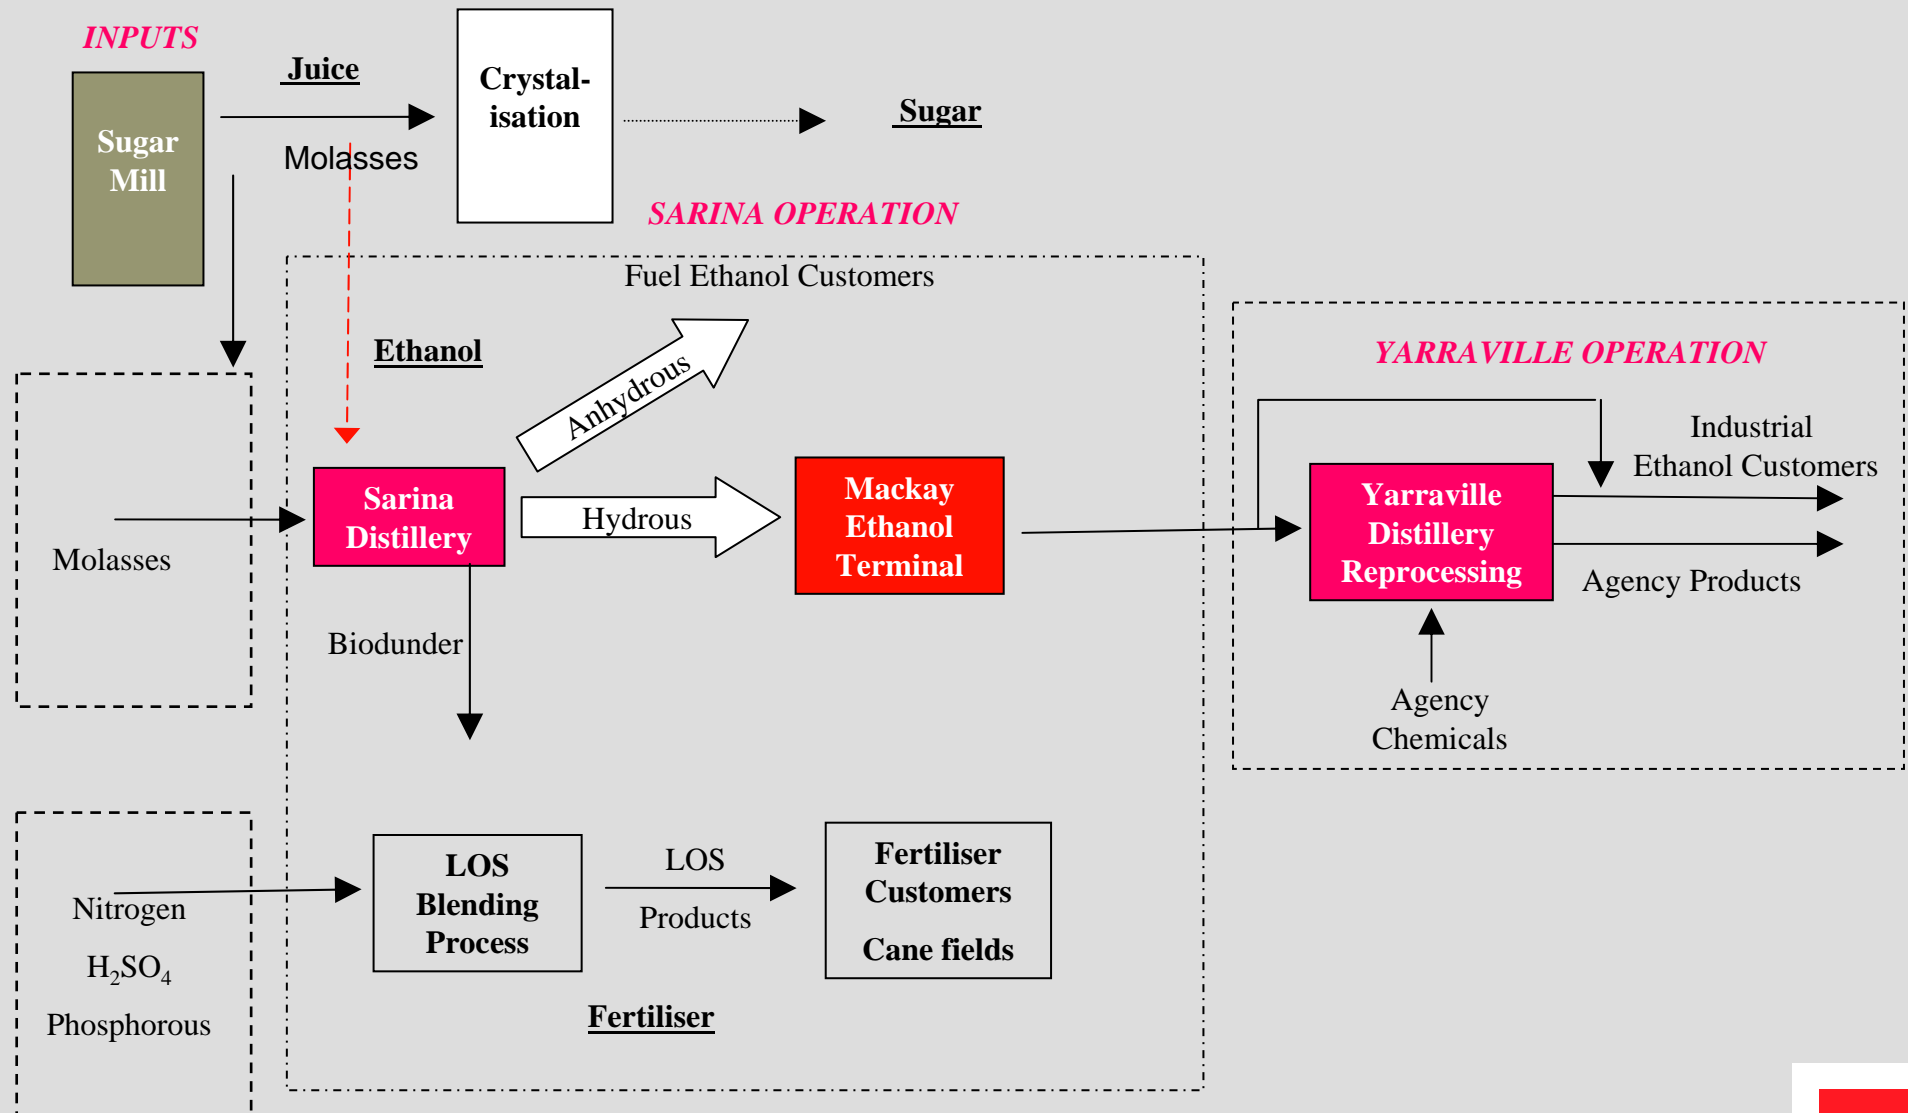 INPUTS
Juice
Crystal-
isation
Sugar
Sugar
Mill
Molasses
SARINA OPERATION
Fuel Ethanol Customers
Ethanol
Anhydrous
YARRAVILLE OPERATION
Industrial
Ethanol Customers
Sarina
Distillery
Hydrous
Mackay
Ethanol
Terminal
Yarraville
Distillery
Reprocessing
Molasses
Agency Products
Biodunder
Agency
Chemicals
LOS
Blending
Process
LOS
Products
Fertiliser
Customers
Cane fields
Nitrogen
H₂SO₄
Phosphorous
Fertiliser